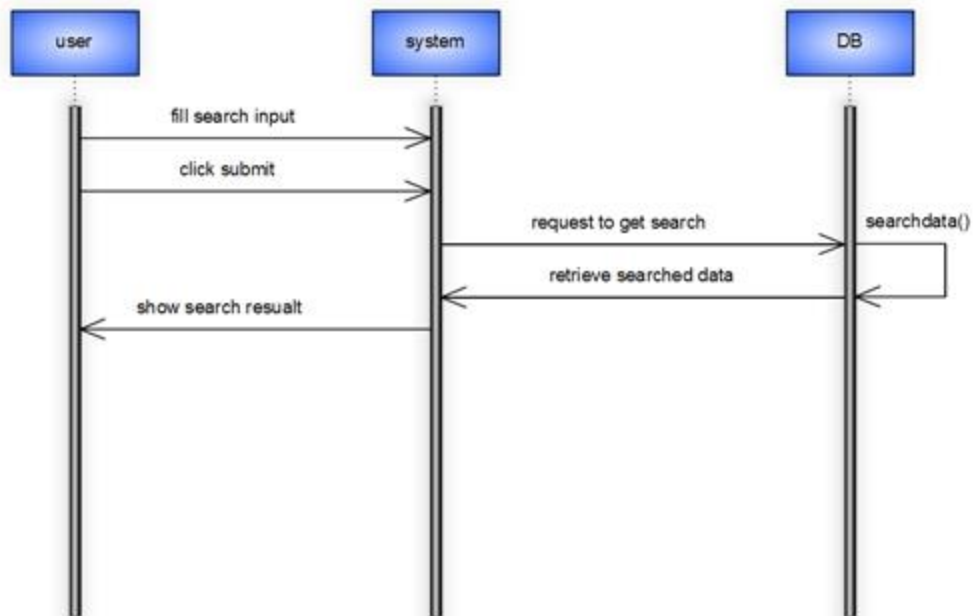 user
system
DB
fill search input
click submit
request to get search
searchdata()
retrieve searched data
show search resualt